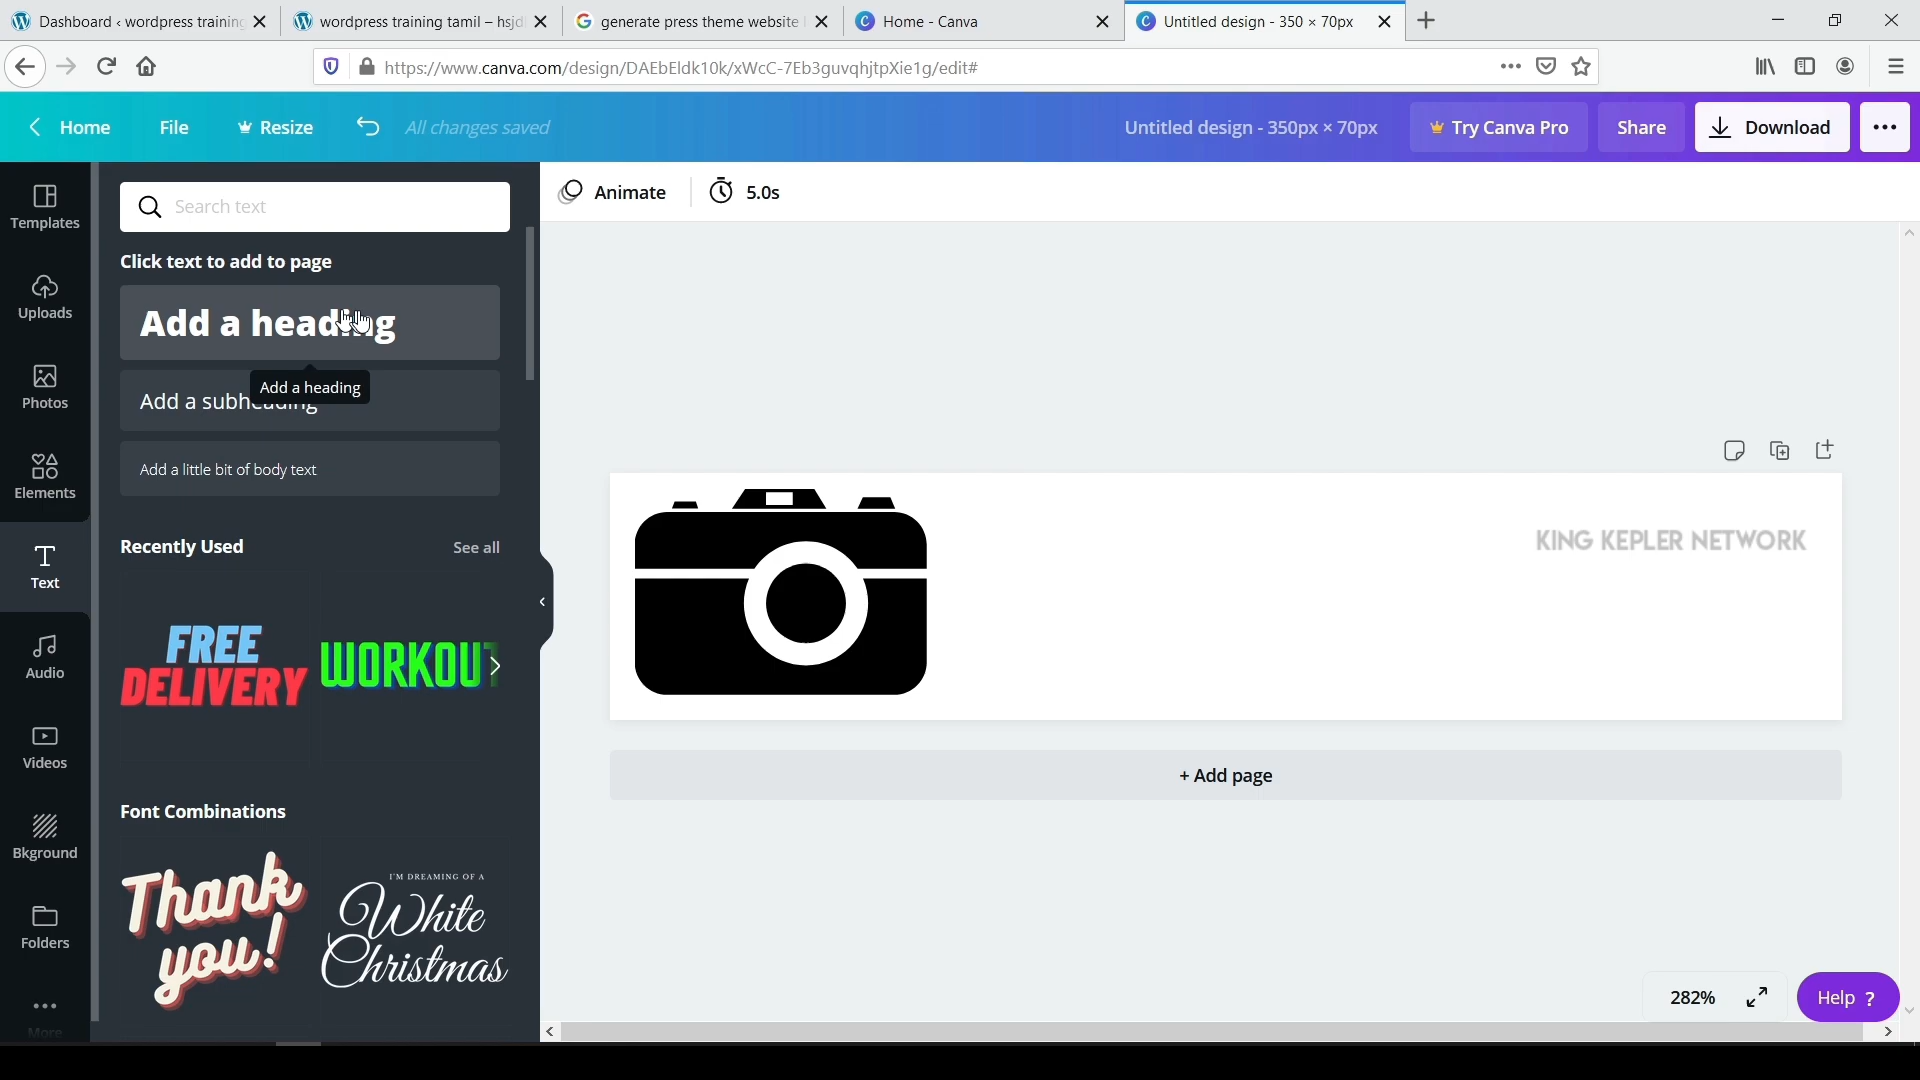 Dashboard ‹ wordpress training
wordpress training tamil – hsjd
generate press theme website
Home - Canva
Untitled design - 350 × 70px
https://www.canva.com/design/DAEbEldk10k/xWcC-7Eb3guvqhjtpXie1g/edit#
Home
File
Resize
All changes saved
Untitled design - 350px × 70px
Try Canva Pro
Share
Download
Templates
Uploads
Photos
Elements
Text
Audio
Videos
Bkground
Folders
More
Search text
Click text to add to page
Add a heading
Add a heading
Add a subheading
Add a little bit of body text
Recently Used
See all
FREE
DELIVERY
WORKOUT
Font Combinations
Thank
you!
I'M DREAMING OF A
White
Christmas
Animate
5.0s
KING KEPLER NETWORK
+ Add page
282%
Help ?